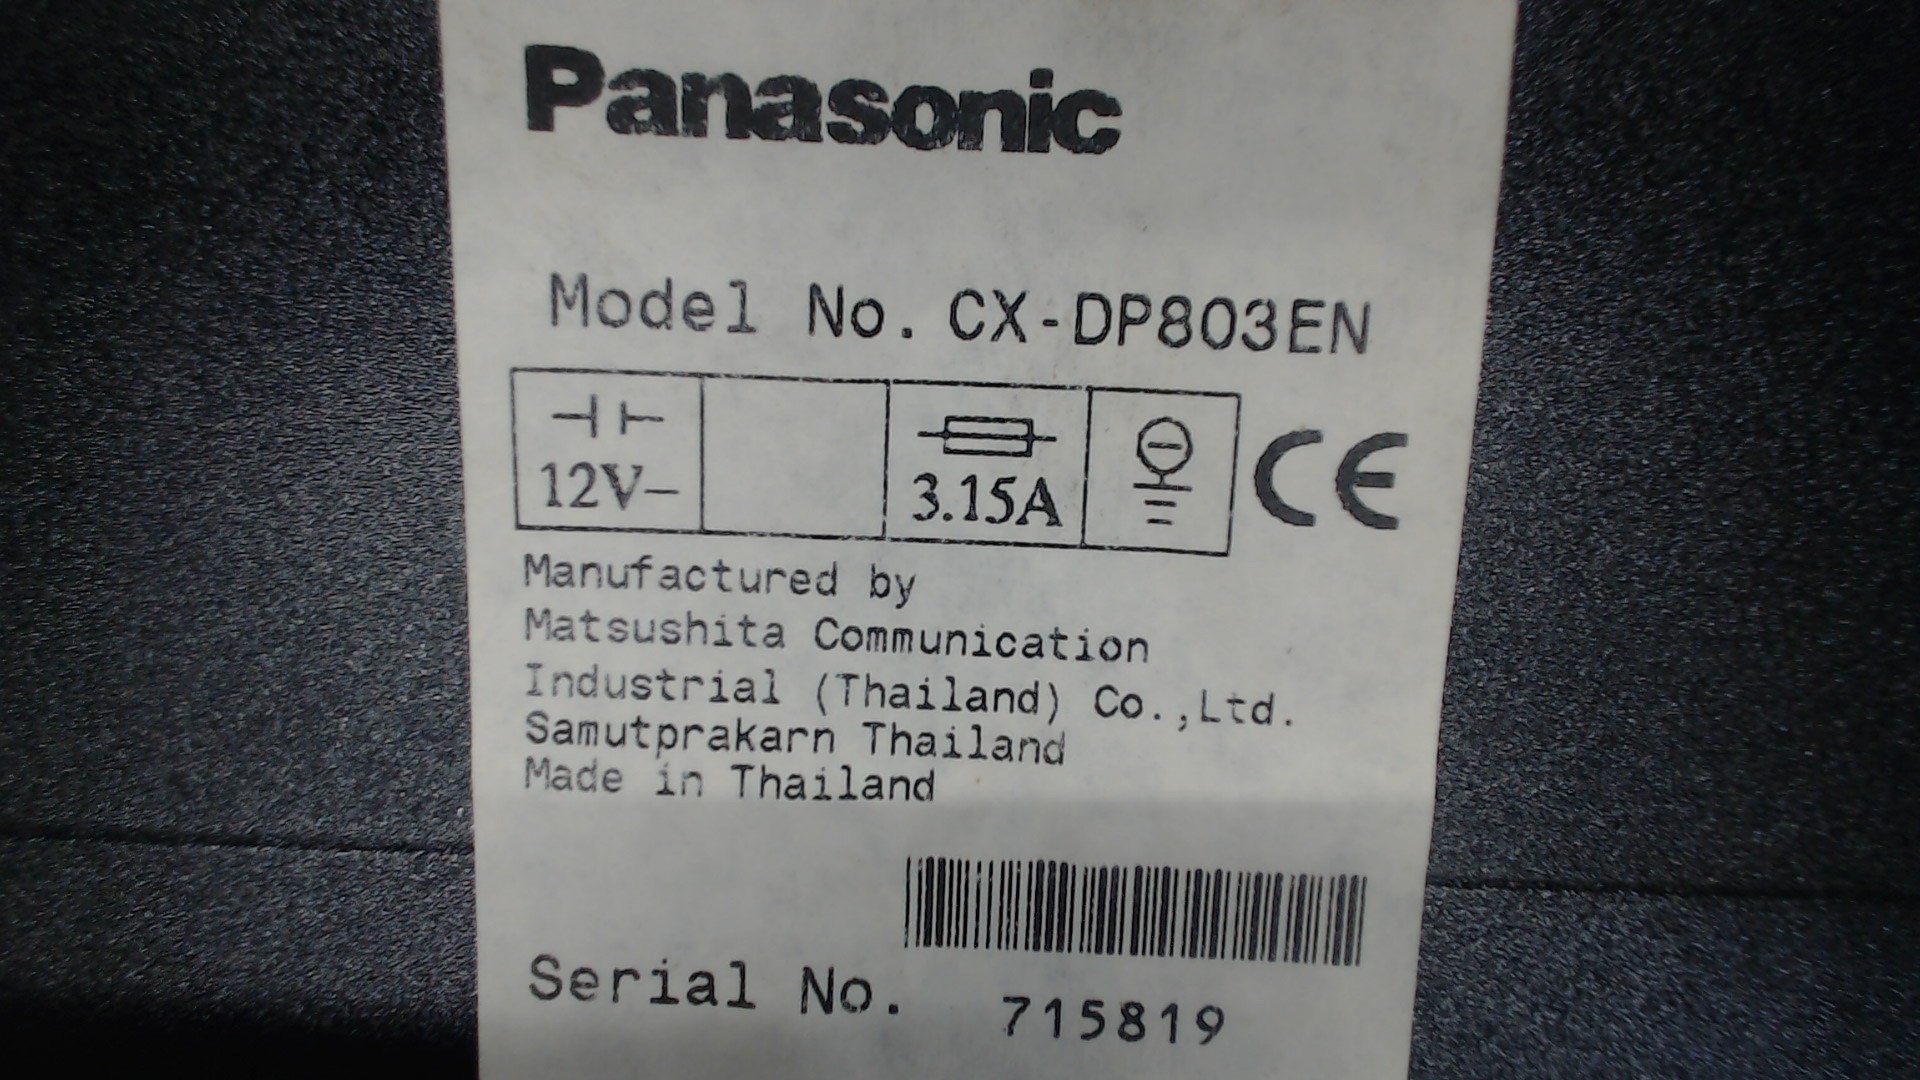 Panasonic
Model No. CX-DP803EN
12V⎓ 3.15A CE
Manufactured by
Matsushita Communication
Industrial (Thailand) Co.,Ltd.
Samutprakarn Thailand
Made in Thailand
Serial No. 715819